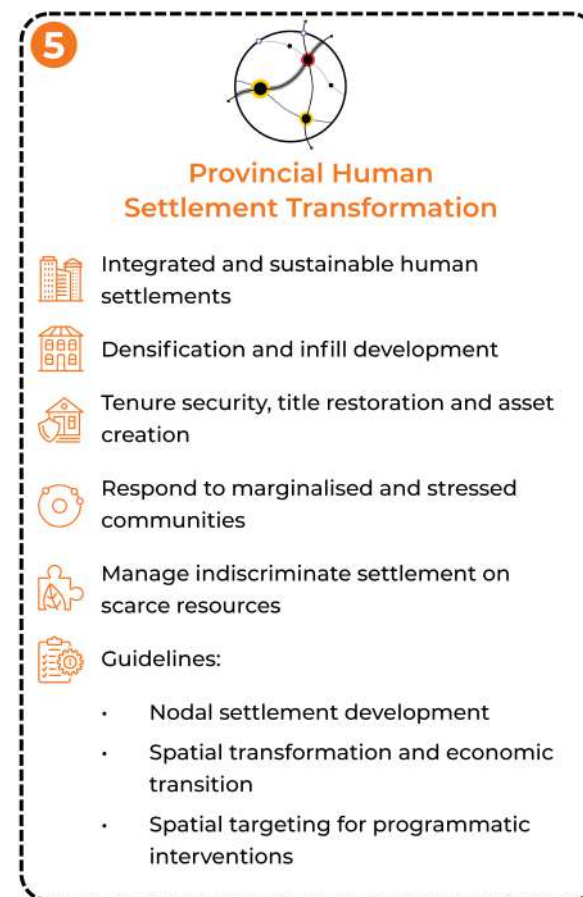 5
Provincial Human
Settlement Transformation
Integrated and sustainable human
settlements
Densification and infill development
Tenure security, title restoration and asset
creation
Respond to marginalised and stressed
communities
Manage indiscriminate settlement on
scarce resources
Guidelines:
• Nodal settlement development
• Spatial transformation and economic
transition
• Spatial targeting for programmatic
interventions